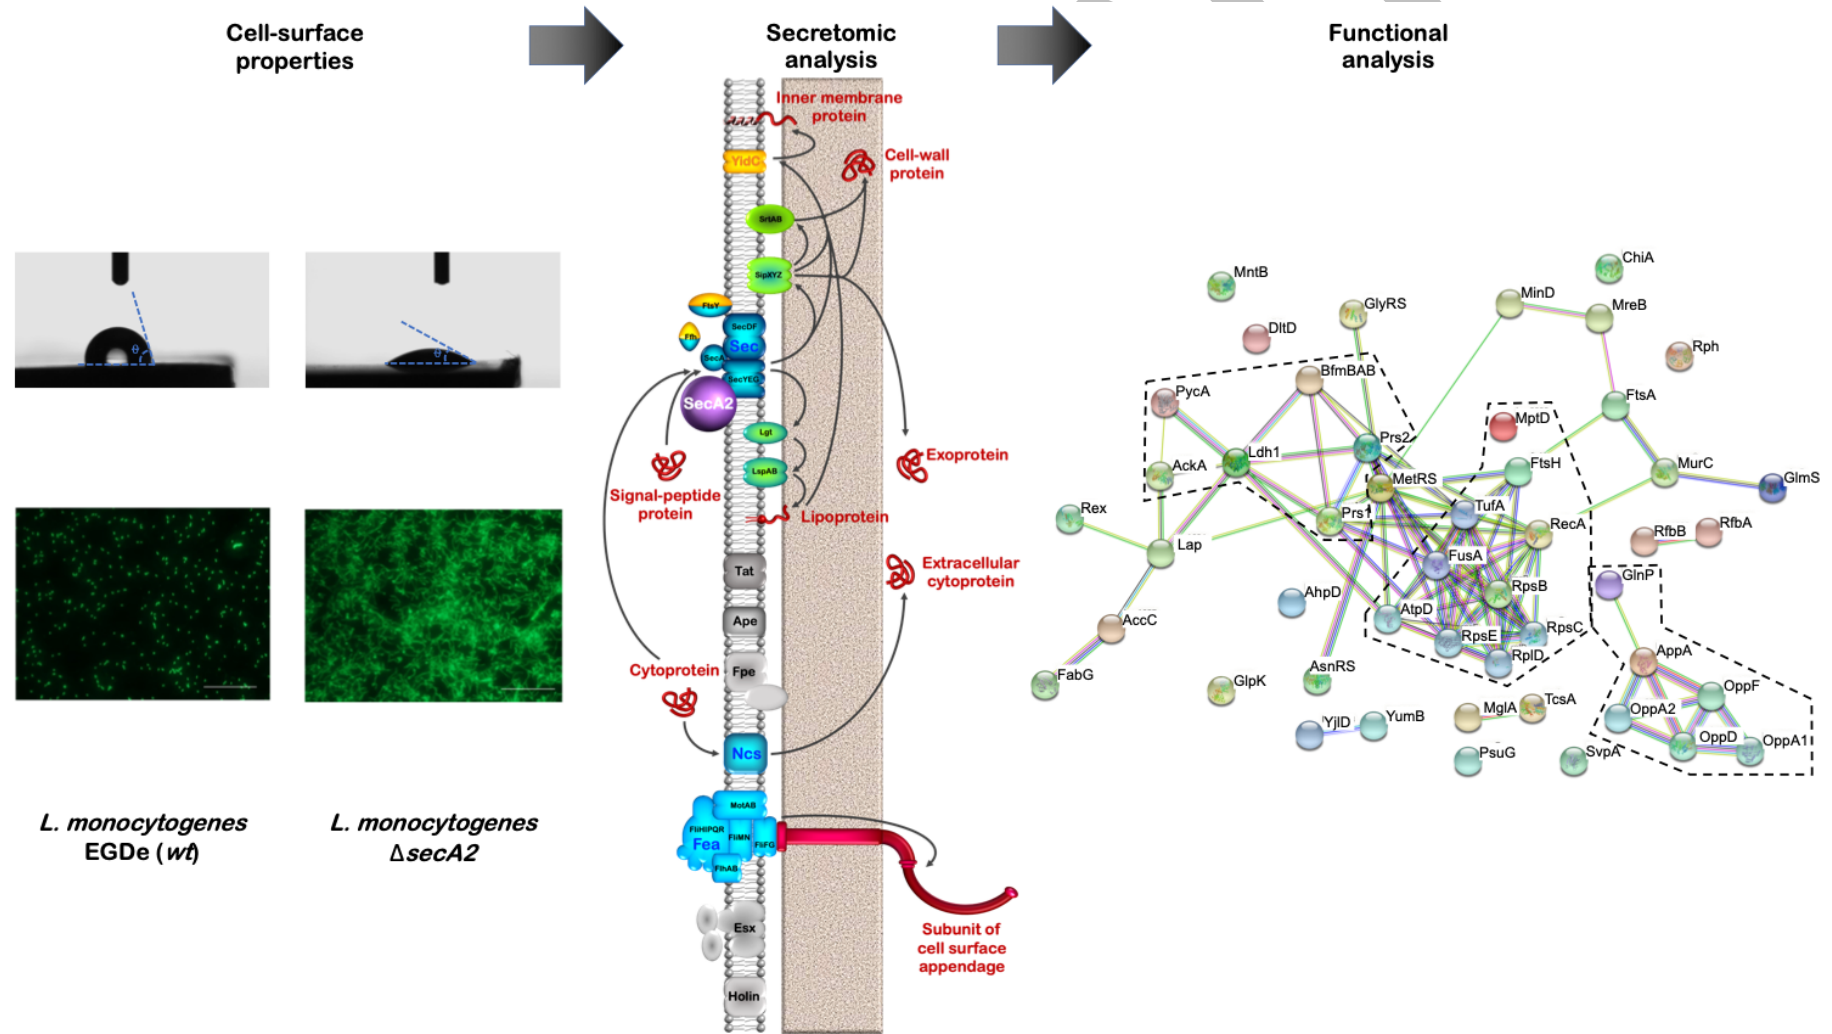 Cell-surface
properties
Secretomic
analysis
Functional
analysis
θ
θ
L. monocytogenes
EGDe (wt)
L. monocytogenes
ΔsecA2
Inner membrane
protein
YidC
Cell-wall
protein
SrtAB
SipXYZ
FtsY
Ffh
SecDF
Sec
SecA
SecYEG
SecA2
Lgt
LspAB
Signal-peptide
protein
Lipoprotein
Exoprotein
Extracellular
cytoprotein
Tat
Ape
Cytoprotein
Fpe
Ncs
MotAB
FliHIPQR
FliMN
Fea
FliFG
FlhAB
Subunit of
cell surface
appendage
Esx
Holin
ChiA
MntB
MinD
MreB
GlyRS
DltD
Rph
BfmBAB
PycA
FtsA
MptD
Prs2
Ldh1
AckA
FtsH
MurC
GlmS
MetRS
Prs1
TufA
Rex
RecA
RfbB
RfbA
Lap
FusA
GlnP
RpsB
AhpD
AtpD
AccC
RpsE
RpsC
RplD
AppA
FabG
GlpK
AsnRS
OppF
OppA2
MglA
TcsA
YjlD
YumB
OppD
OppA1
PsuG
SvpA